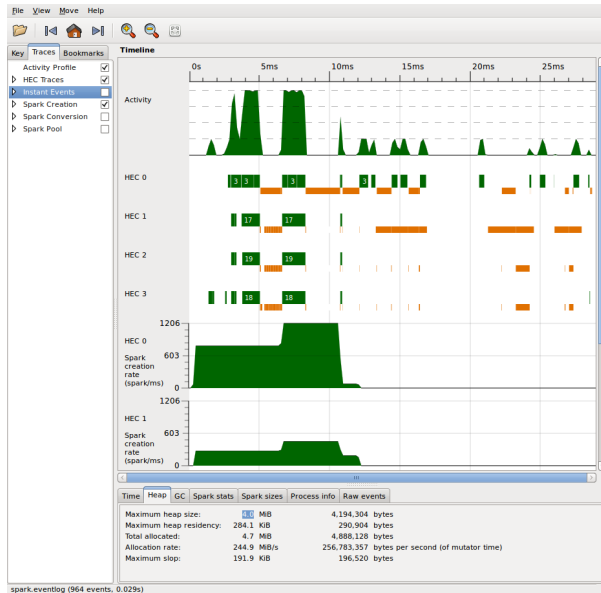 File View Move Help
Key Traces Bookmarks
Timeline
Activity Profile
HEC Traces
Instant Events
Spark Creation
Spark Conversion
Spark Pool
0s 5ms 10ms 15ms 20ms 25ms
Activity
HEC 0
3 3 3 3
HEC 1
17 17
HEC 2
19 19
HEC 3
18 18
1206
HEC 0
603
Spark
creation
rate
(spark/ms)
0
1206
HEC 1
603
Spark
creation
rate
(spark/ms)
0
Time Heap GC Spark stats Spark sizes Process info Raw events
Maximum heap size: 4.0 MiB 4,194,304 bytes
Maximum heap residency: 284.1 KiB 290,904 bytes
Total allocated: 4.7 MiB 4,888,128 bytes
Allocation rate: 244.9 MiB/s 256,783,357 bytes per second (of mutator time)
Maximum slop: 191.9 KiB 196,520 bytes
spark.eventlog (964 events, 0.029s)